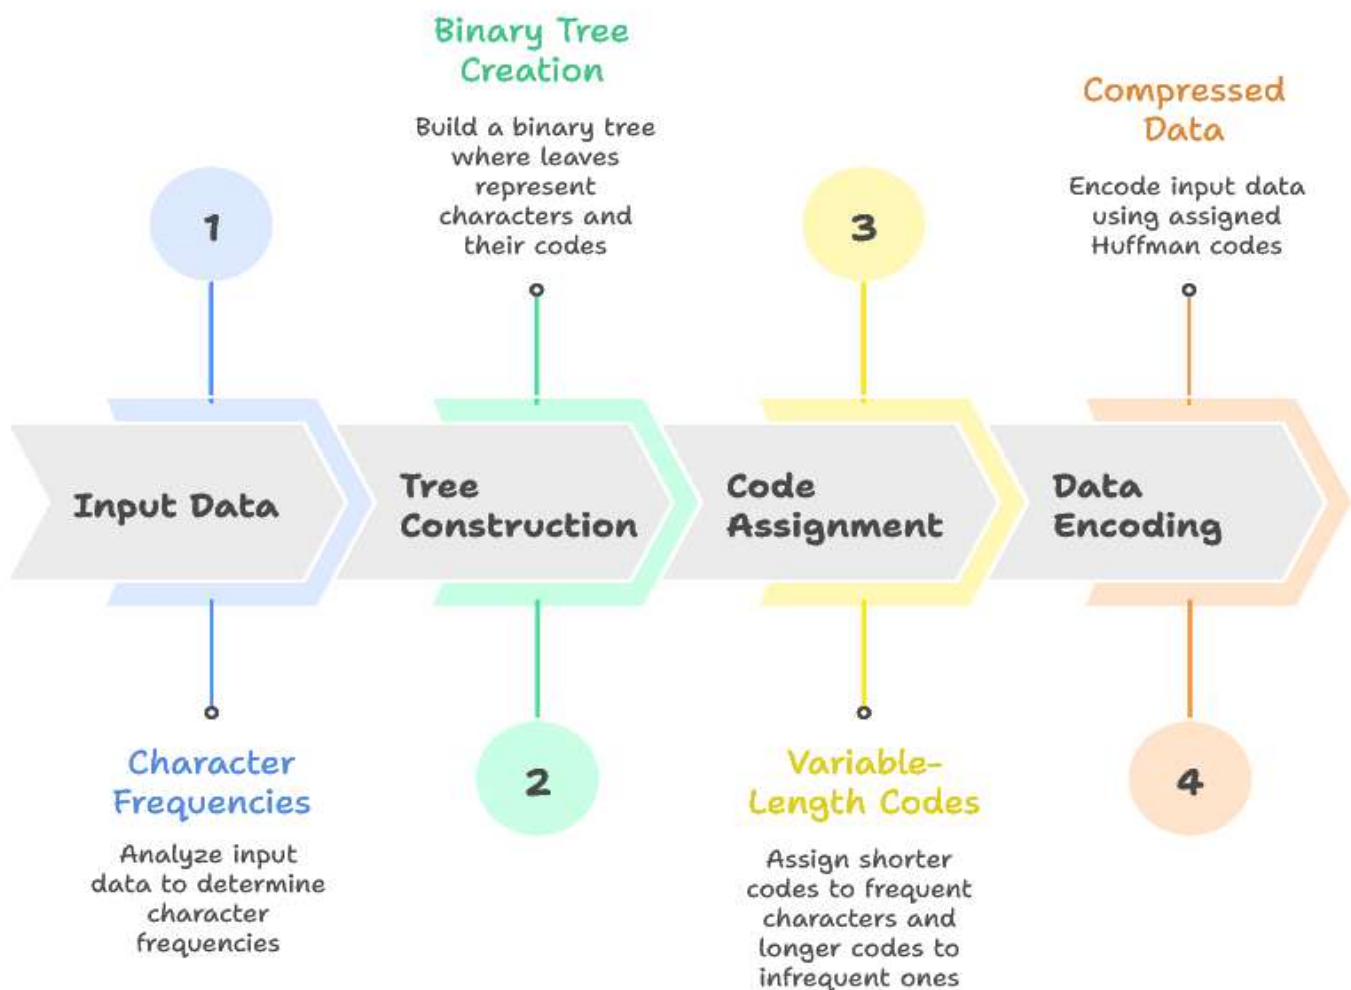 1
Input Data
Character
Frequencies
Analyze input
data to determine
character
frequencies
Binary Tree
Creation
Build a binary tree
where leaves
represent
characters and
their codes
Tree
Construction
2
3
Code
Assignment
Variable-
Length Codes
Assign shorter
codes to frequent
characters and
longer codes to
infrequent ones
Compressed
Data
Encode input data
using assigned
Huffman codes
Data
Encoding
4